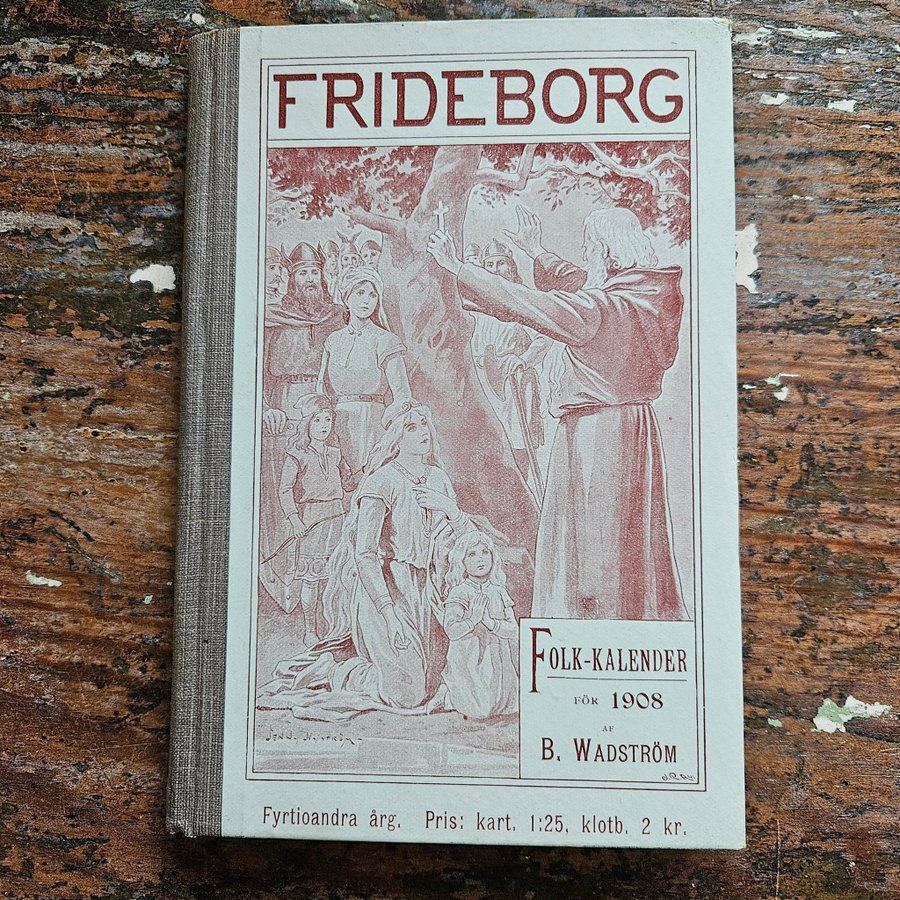 FRIDEBORG
FOLK-KALENDER
FÖR 1908
AF
B. WADSTRÖM
Fyrtioandra årg. Pris: kart. 1:25, klotb. 2 kr.